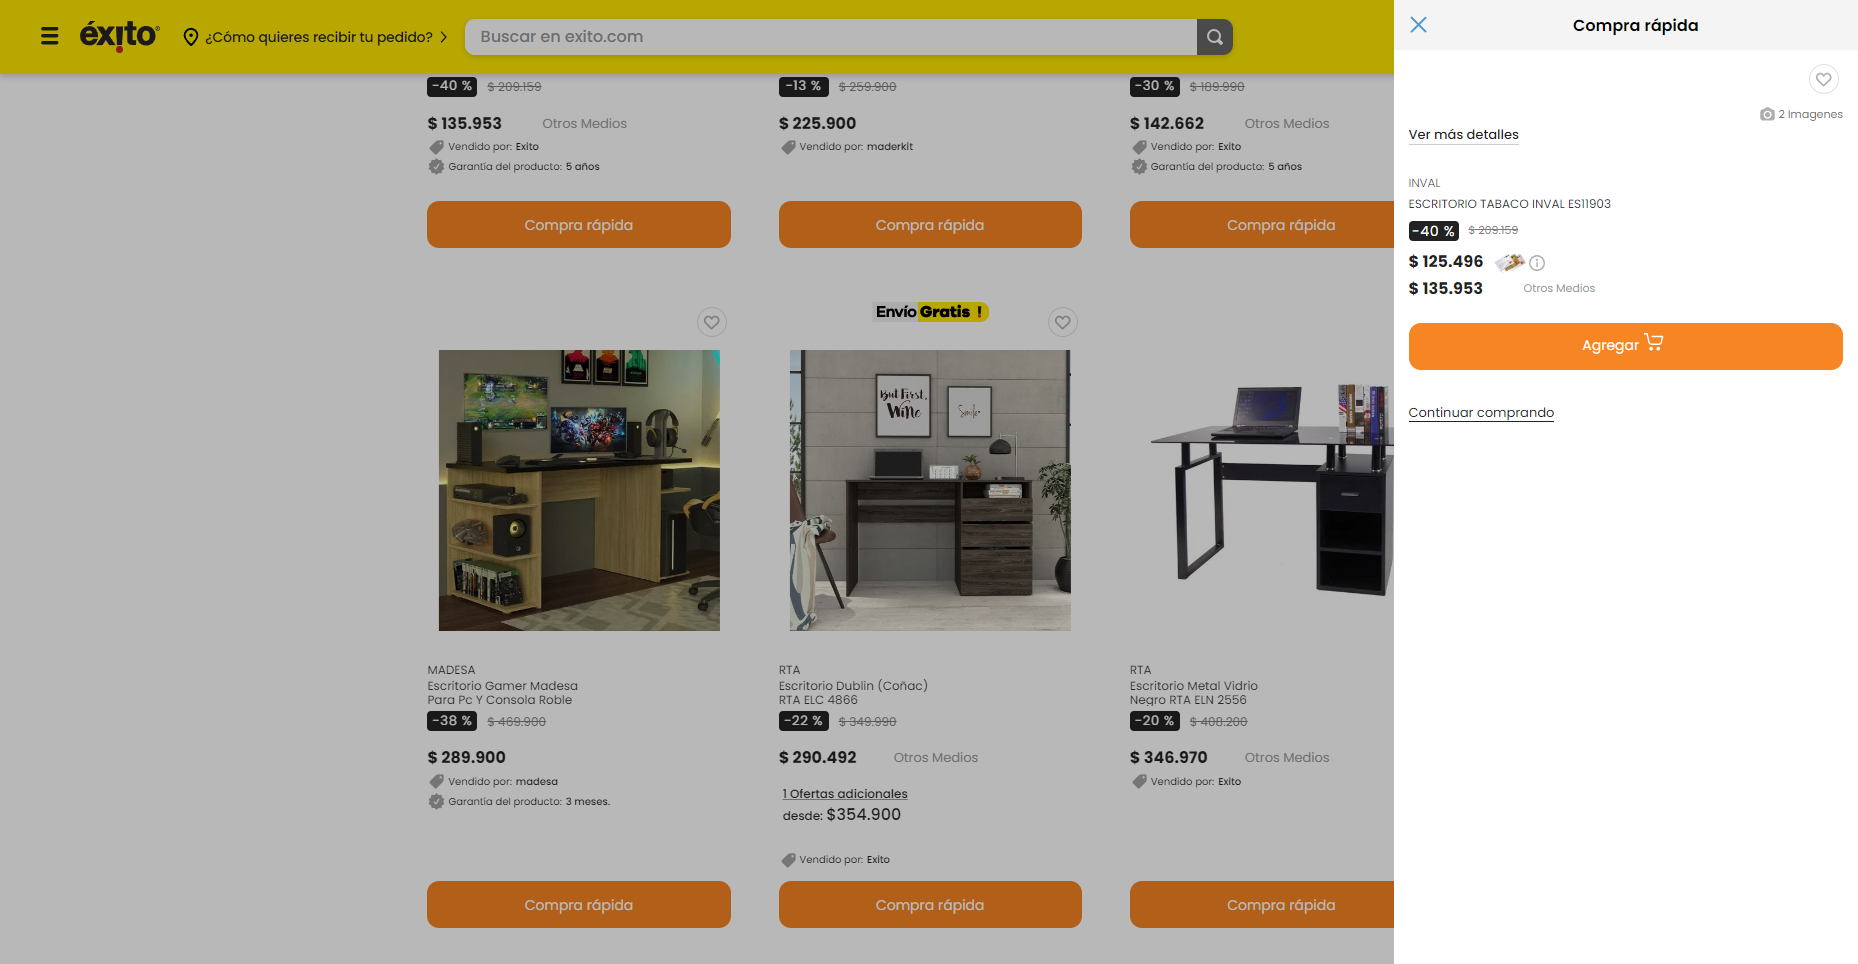 éxito
¿Cómo quieres recibir tu pedido?
Buscar en exito.com
-40 % $ 209.159
$ 135.953 Otros Medios
Vendido por: Exito
Garantía del producto: 5 años
Compra rápida
-13 % $ 259.900
$ 225.900
Vendido por: maderkit
Compra rápida
-30 % $ 189.990
$ 142.662 Otros Medios
Vendido por: Exito
Garantía del producto: 5 años
Compra rápida
MADESA
Escritorio Gamer Madesa
Para Pc Y Consola Roble
-38 % $ 469.900
$ 289.900
Vendido por: madesa
Garantía del producto: 3 meses.
Compra rápida
Envío Gratis !
But First,
Wine
Smile
RTA
Escritorio Dublin (Coñac)
RTA ELC 4866
-22 % $ 349.990
$ 290.492 Otros Medios
1 Ofertas adicionales
desde: $354.900
Vendido por: Exito
Compra rápida
RTA
Escritorio Metal Vidrio
Negro RTA ELN 2556
-20 % $ 408.200
$ 346.970 Otros Medios
Vendido por: Exito
Compra rápida
Compra rápida
2 Imagenes
Ver más detalles
INVAL
ESCRITORIO TABACO INVAL ES11903
-40 % $ 209.159
$ 125.496
$ 135.953 Otros Medios
Agregar
Continuar comprando